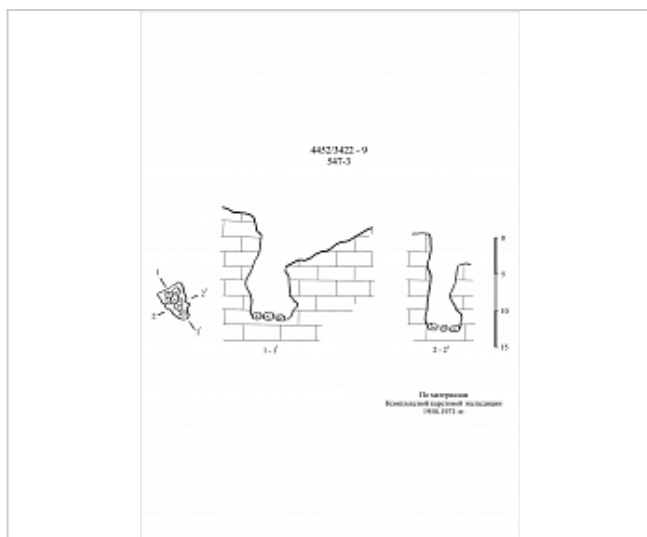 4452/3422 - 9
547-3
1
2'
2
1'
1 - 1'
2 - 2'
0
5
10
15
По материалам
Комплексной карстовой экспедиции
1958-1971 гг